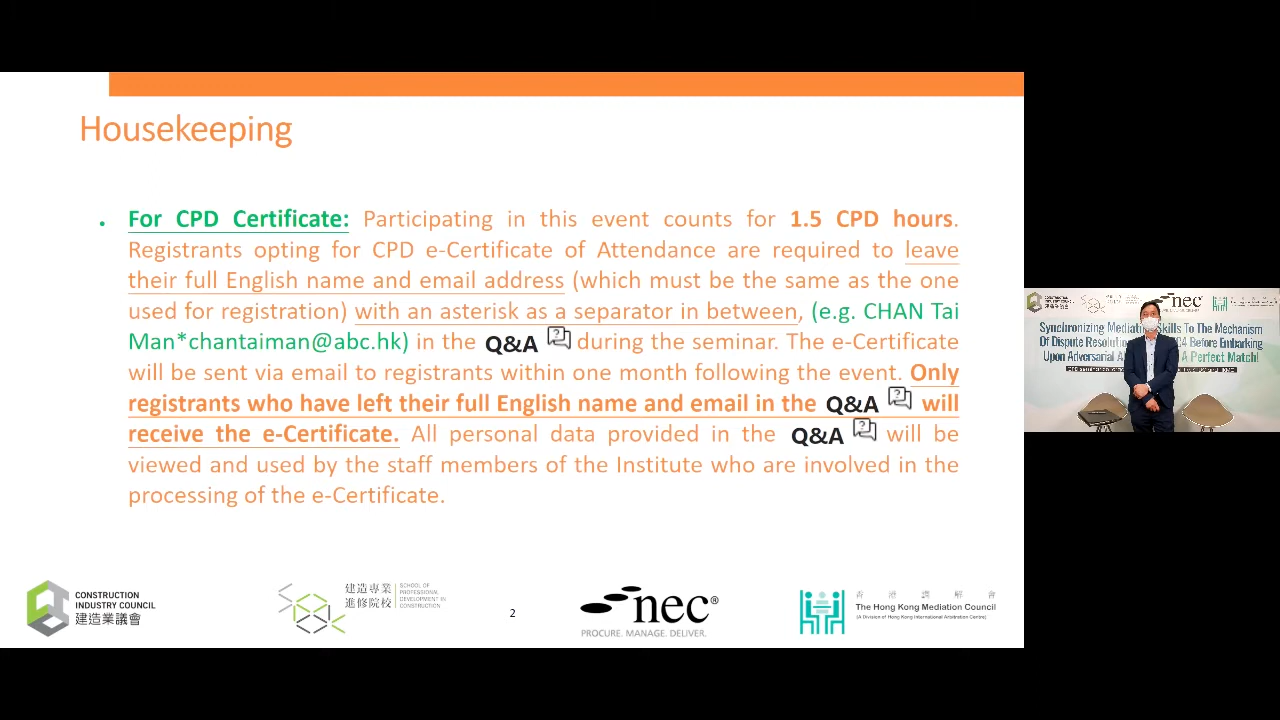 Housekeeping
. For CPD Certificate: Participating in this event counts for 1.5 CPD hours.
Registrants opting for CPD e-Certificate of Attendance are required to leave
their full English name and email address (which must be the same as the one
used for registration) with an asterisk as a separator in between, (e.g. CHAN Tai
Man*chantaiman@abc.hk) in the Q&A during the seminar. The e-Certificate
will be sent via email to registrants within one month following the event. Only
registrants who have left their full English name and email in the Q&A will
receive the e-Certificate. All personal data provided in the Q&A will be
viewed and used by the staff members of the Institute who are involved in the
processing of the e-Certificate.
CONSTRUCTION
INDUSTRY COUNCIL
建造業議會
建造專業
進修院校
SCHOOL OF
PROFESSIONAL
DEVELOPMENT IN
CONSTRUCTION
2
nec®
PROCURE. MANAGE. DELIVER.
香港調解會
The Hong Kong Mediation Council
(A Division of Hong Kong International Arbitration Centre)
nec
Synchronizing Skills To The Mechanism
Of Dispute Before Embarking
Upon Adversarial A Perfect Match!